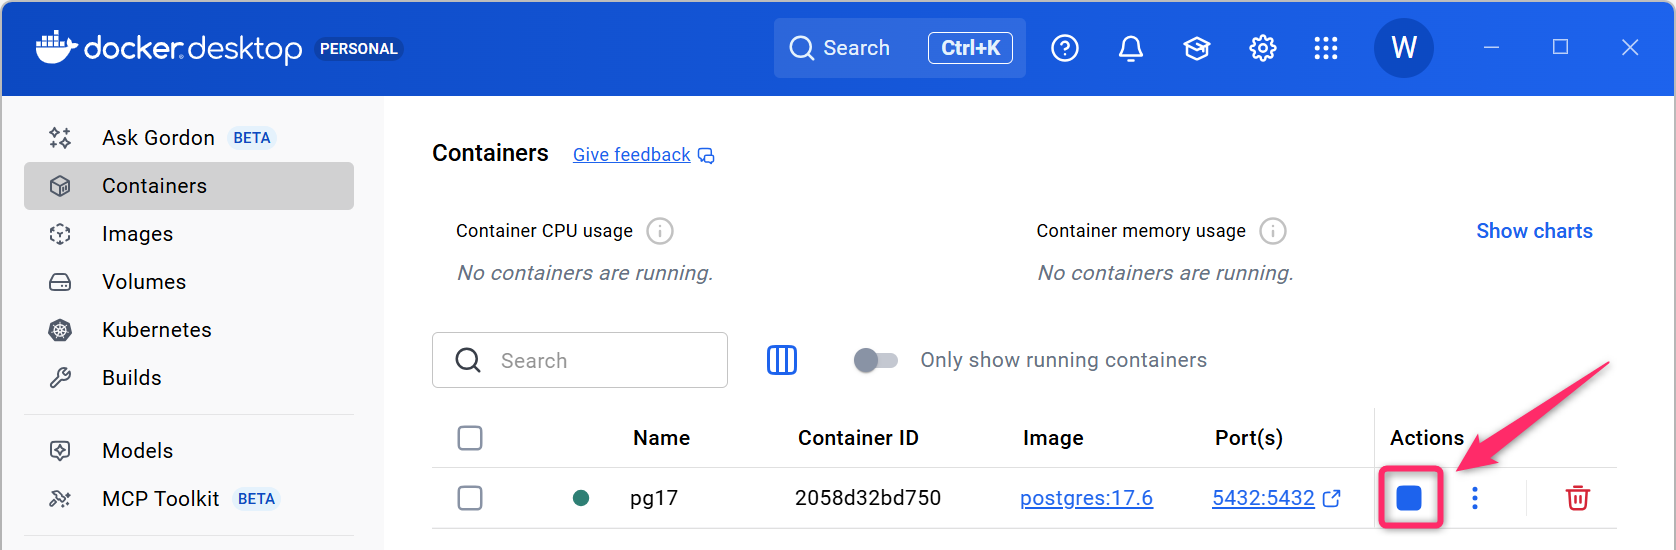 docker desktop PERSONAL
Search Ctrl+K
W
Ask Gordon BETA
Containers
Images
Volumes
Kubernetes
Builds
Models
MCP Toolkit BETA
Containers Give feedback
Container CPU usage
No containers are running.
Container memory usage
No containers are running.
Show charts
Search
Only show running containers
Name Container ID Image Port(s) Actions
pg17 2058d32bd750 postgres:17.6 5432:5432